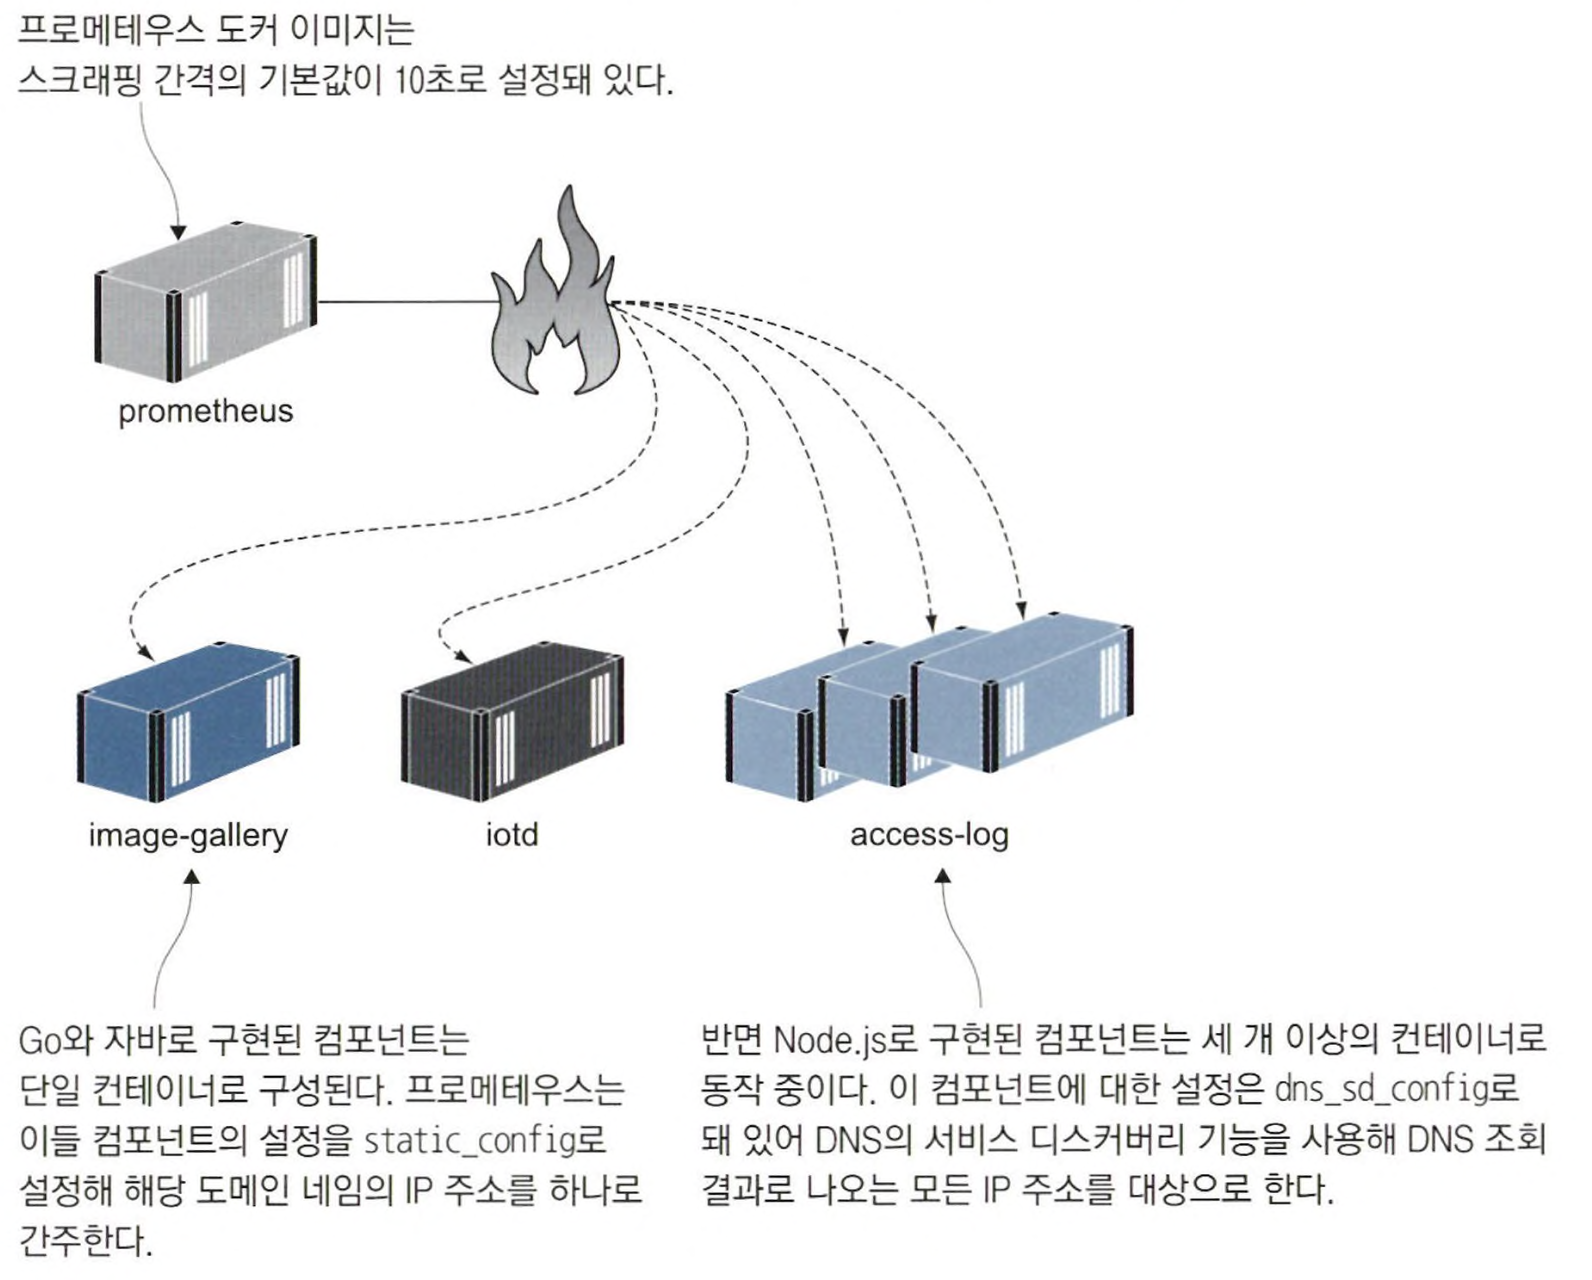 프로메테우스 도커 이미지는
스크래핑 간격의 기본값이 10초로 설정돼 있다.
prometheus
image-gallery
iotd
access-log
Go와 자바로 구현된 컴포넌트는
단일 컨테이너로 구성된다. 프로메테우스는
이들 컴포넌트의 설정을 static_config로
설정해 해당 도메인 네임의 IP 주소를 하나로
간주한다.
반면 Node.js로 구현된 컴포넌트는 세 개 이상의 컨테이너로
동작 중이다. 이 컴포넌트에 대한 설정은 dns_sd_config로
돼 있어 DNS의 서비스 디스커버리 기능을 사용해 DNS 조회
결과로 나오는 모든 IP 주소를 대상으로 한다.